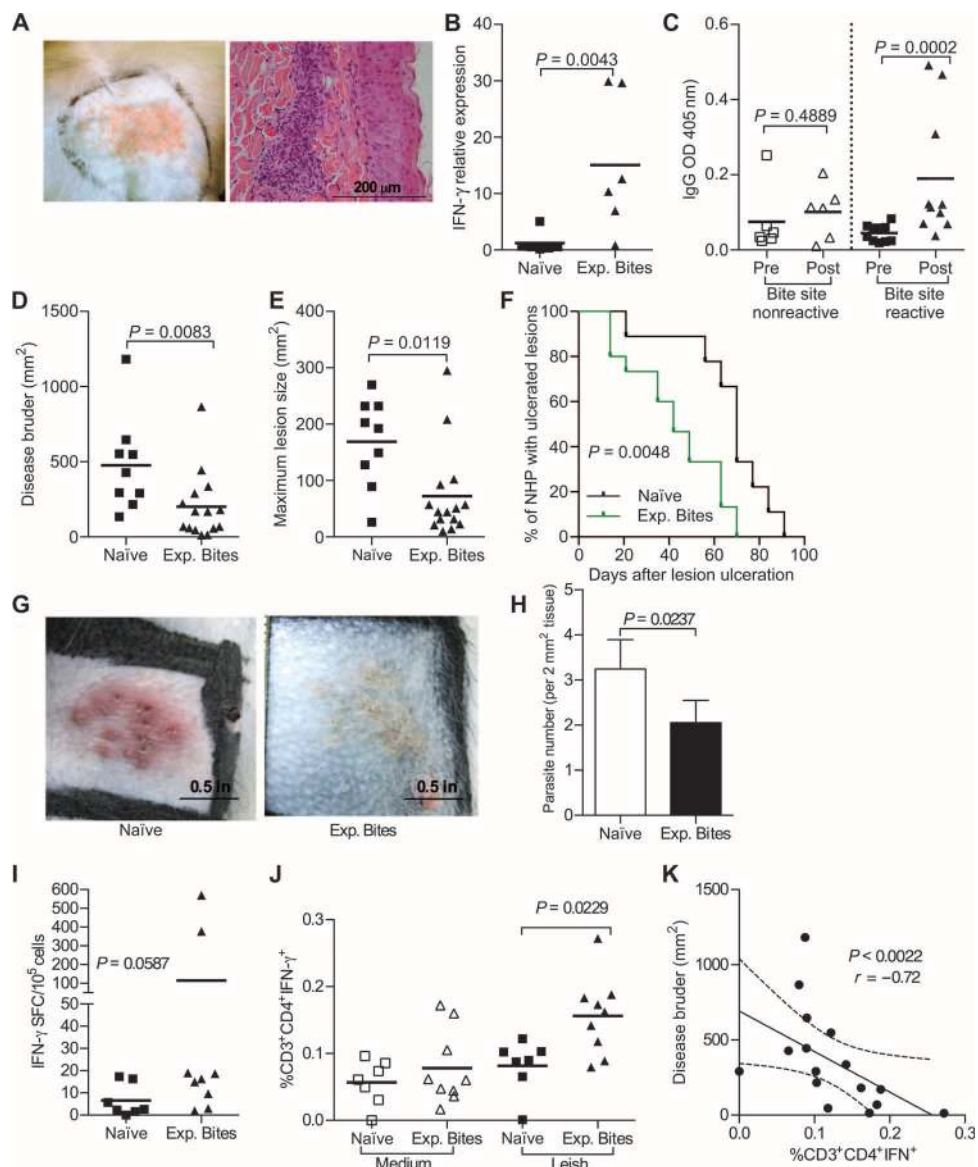 A
200 μm
B
P = 0.0043
IFN-γ relative expression
40
30
20
10
0
Naïve
Exp. Bites
C
P = 0.0002
P = 0.4889
IgG OD 405 nm
0.6
0.4
0.2
0.0
Pre
Post
Pre
Post
Bite site
nonreactive
Bite site
reactive
D
P = 0.0083
Disease bruder (mm²)
1500
1000
500
0
Naïve
Exp. Bites
E
P = 0.0119
Maximum lesion size (mm²)
400
300
200
100
0
Naïve
Exp. Bites
F
% of NHP with ulcerated lesions
100
80
60
40
20
0
P = 0.0048
Naïve
Exp. Bites
0
20
40
60
80
100
Days after lesion ulceration
G
0.5 in
0.5 in
Naïve
Exp. Bites
H
P = 0.0237
Parasite number (per 2 mm² tissue)
5
4
3
2
1
0
Naïve
Exp. Bites
I
IFN-γ SFC/10⁵ cells
600
500
400
300
200
100
50
40
30
20
10
0
P = 0.0587
Naïve
Exp. Bites
J
P = 0.0229
%CD3⁺CD4⁺IFN-γ⁺
0.3
0.2
0.1
0.0
Naïve
Exp. Bites
Naïve
Exp. Bites
Medium
Leish
K
Disease bruder (mm²)
1500
1000
500
0
P < 0.0022
r = −0.72
0.0
0.1
0.2
0.3
%CD3⁺CD4⁺IFN⁺